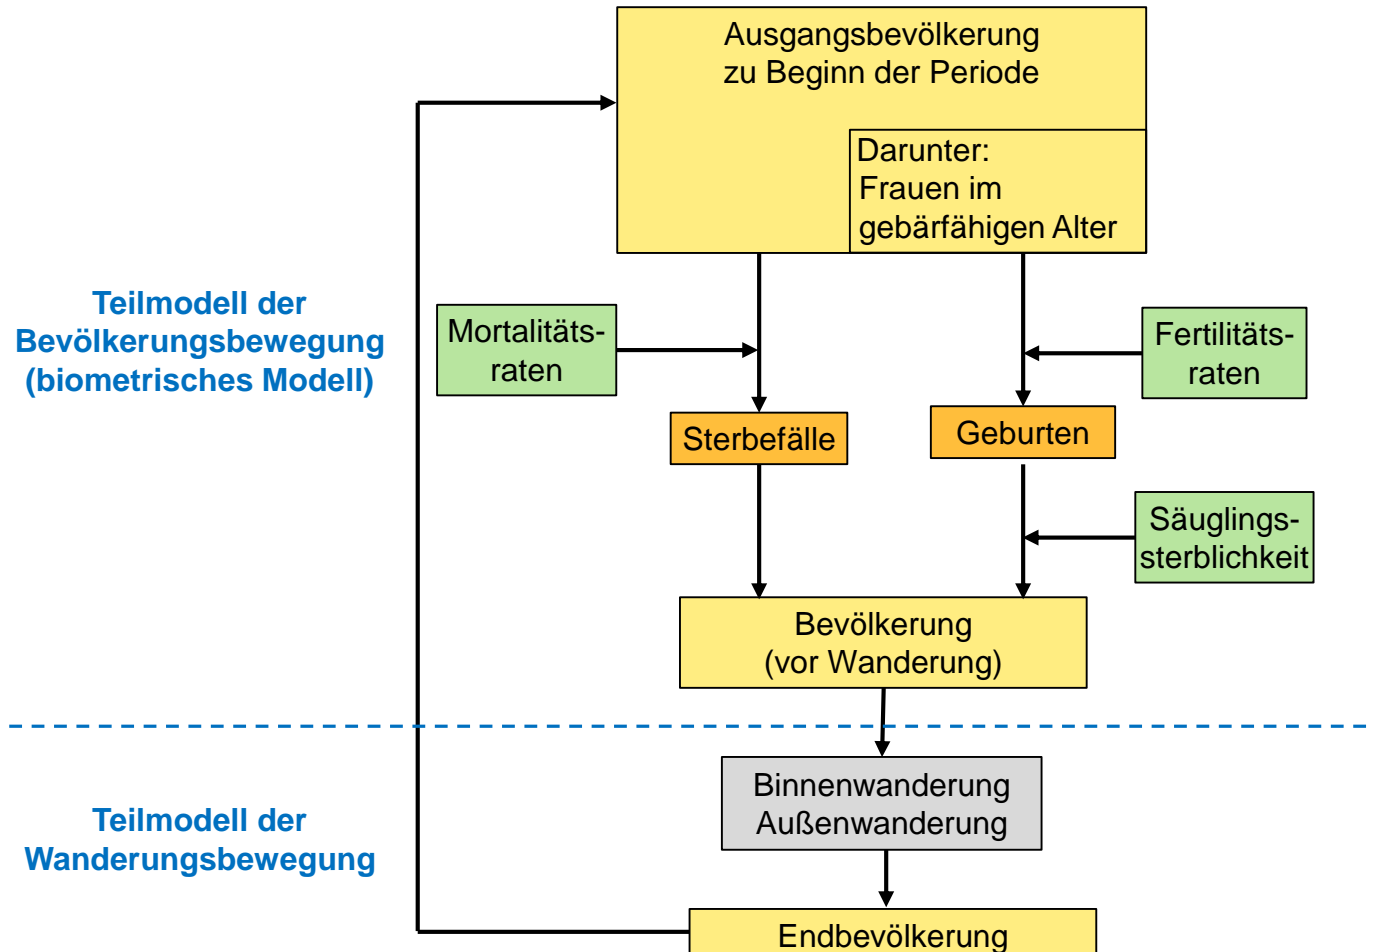 Ausgangsbevölkerung
zu Beginn der Periode
Darunter:
Frauen im
gebärfähigen Alter
Teilmodell der
Bevölkerungsbewegung
(biometrisches Modell)
Mortalitäts-
raten
Fertilitäts-
raten
Sterbefälle
Geburten
Säuglings-
sterblichkeit
Bevölkerung
(vor Wanderung)
Binnenwanderung
Außenwanderung
Teilmodell der
Wanderungsbewegung
Endbevölkerung